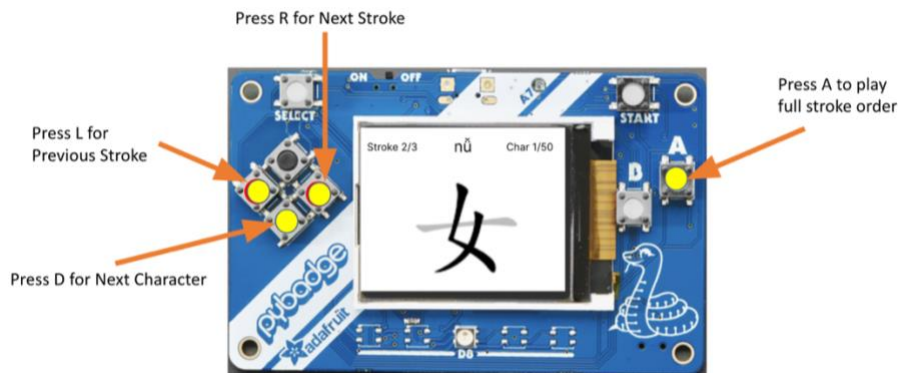 Press R for Next Stroke
ON OFF
A7
SELECT
START
Press A to play
full stroke order
Press L for
Previous Stroke
Stroke 2/3
nǚ
Char 1/50
A
B
女
Press D for Next Character
pybadge
adafruit
D8